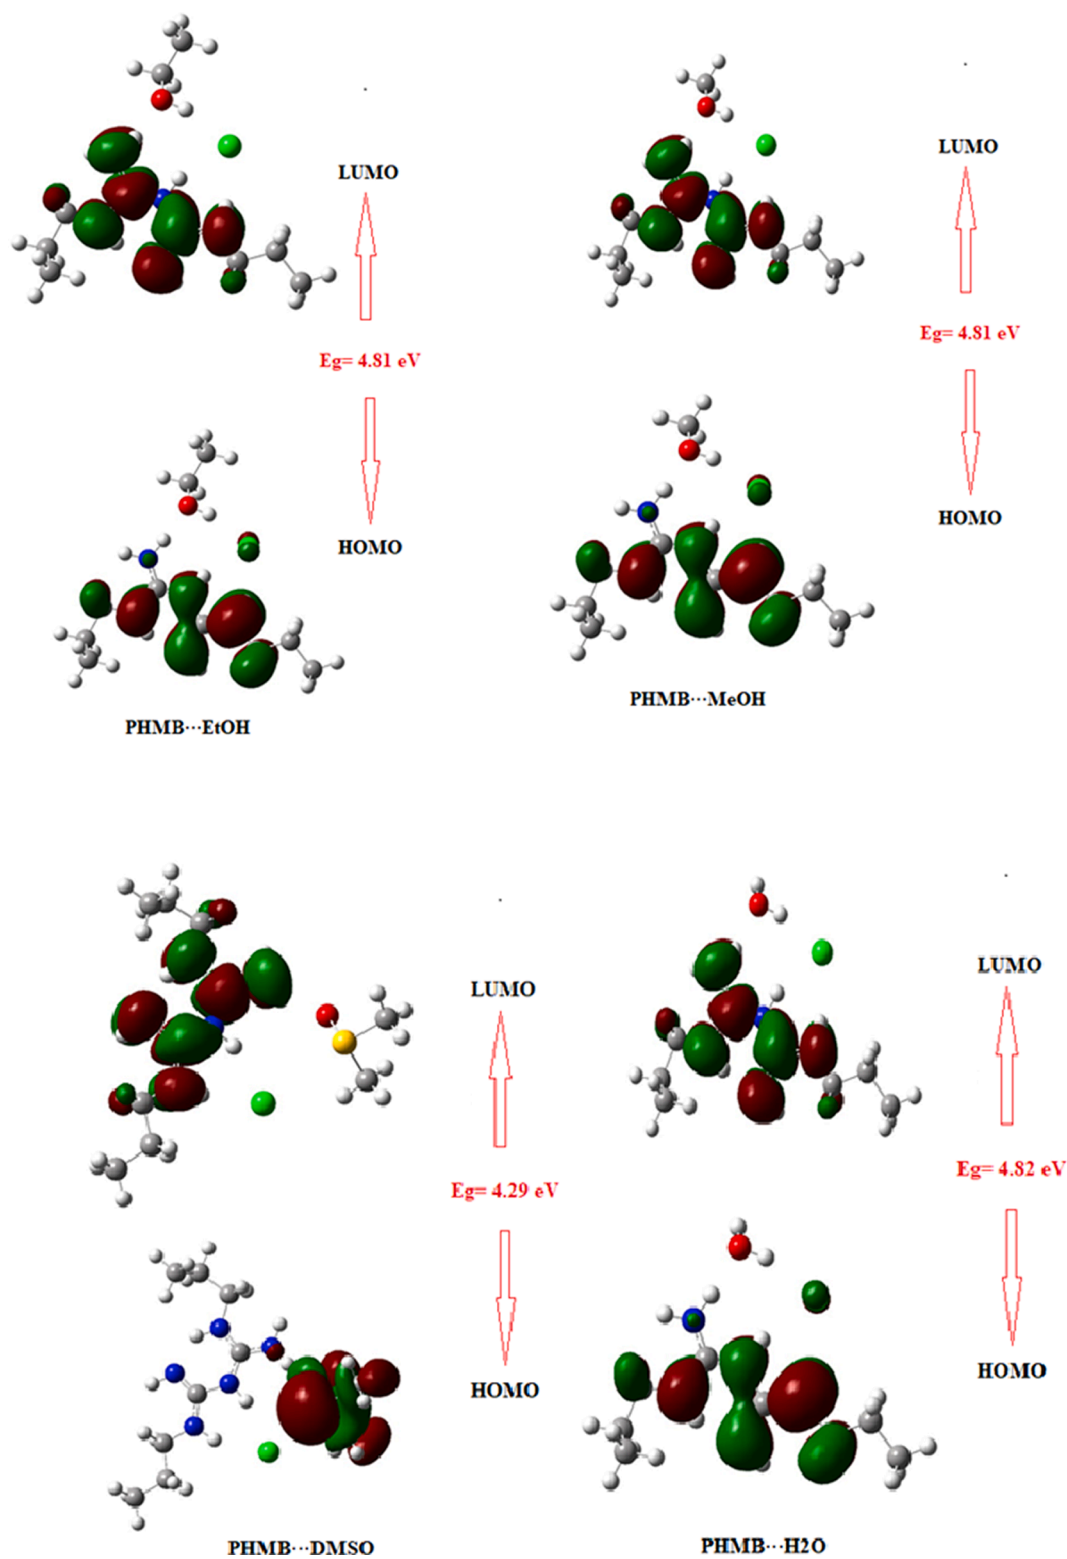 LUMO
Eg= 4.81 eV
HOMO
PHMB···EtOH
LUMO
Eg= 4.81 eV
HOMO
PHMB···MeOH
LUMO
Eg= 4.29 eV
HOMO
PHMB···DMSO
LUMO
Eg= 4.82 eV
HOMO
PHMB···H2O